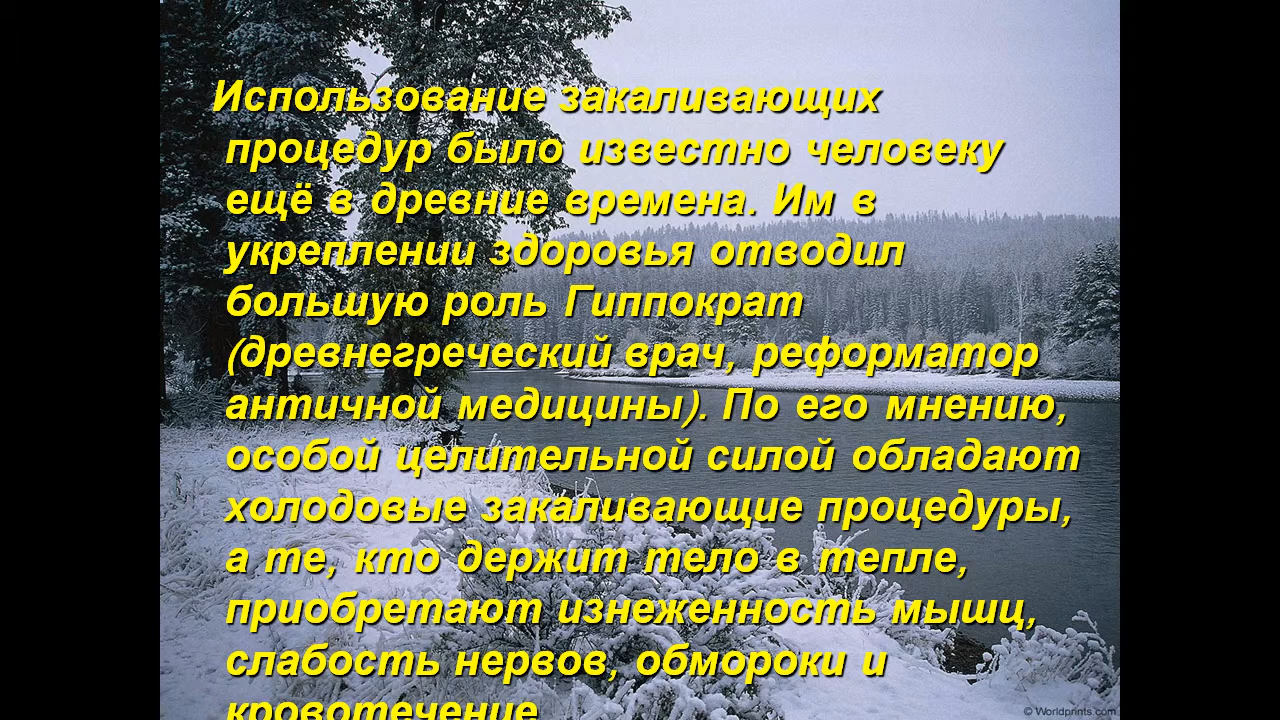 Использование закаливающих
процедур было известно человеку
ещё в древние времена. Им в
укреплении здоровья отводил
большую роль Гиппократ
(древнегреческий врач, реформатор
античной медицины). По его мнению,
особой целительной силой обладают
холодовые закаливающие процедуры,
а те, кто держит тело в тепле,
приобретают изнеженность мышц,
слабость нервов, обмороки и
кровотечение
© Worldprints.com